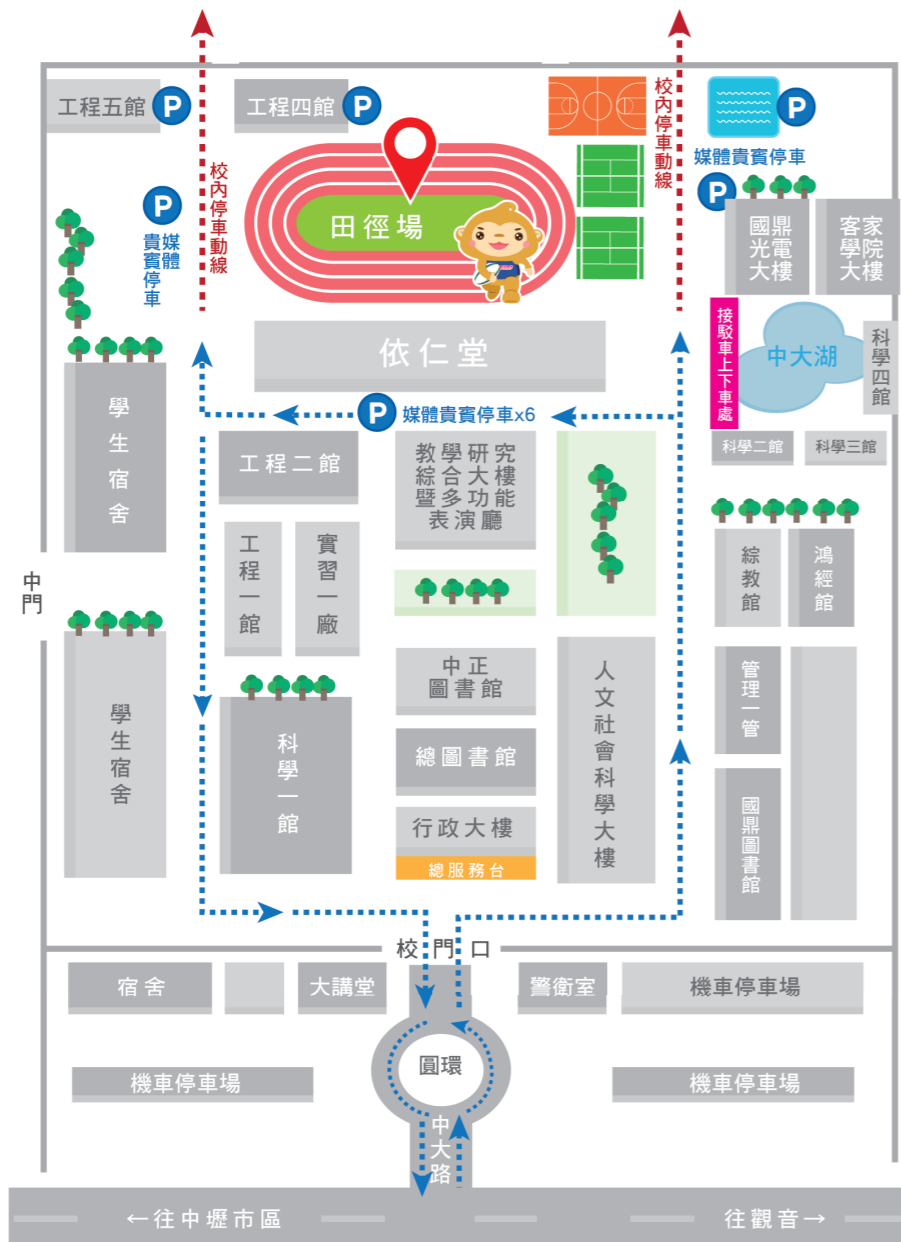 工程五館
P
工程四館
P
校內停車動線
校內停車動線
P
媒體貴賓停車
P
P
媒體
貴賓停車
田徑場
國鼎
光電
大樓
客家
學院
大樓
依仁堂
接駁車上下車處
中大湖
科學四館
P
媒體貴賓停車x6
學生宿舍
工程二館
教學研究
綜合大樓
暨多功能
表演廳
科學二館
科學三館
工程一館
實習一廠
綜教館
鴻經館
中門
中正
圖書館
人文社會科學大樓
管理一管
學生宿舍
科學一館
總圖書館
行政大樓
總服務台
國鼎圖書館
校門口
宿舍
大講堂
警衛室
機車停車場
圓環
機車停車場
機車停車場
中大路
←往中壢市區
往觀音→